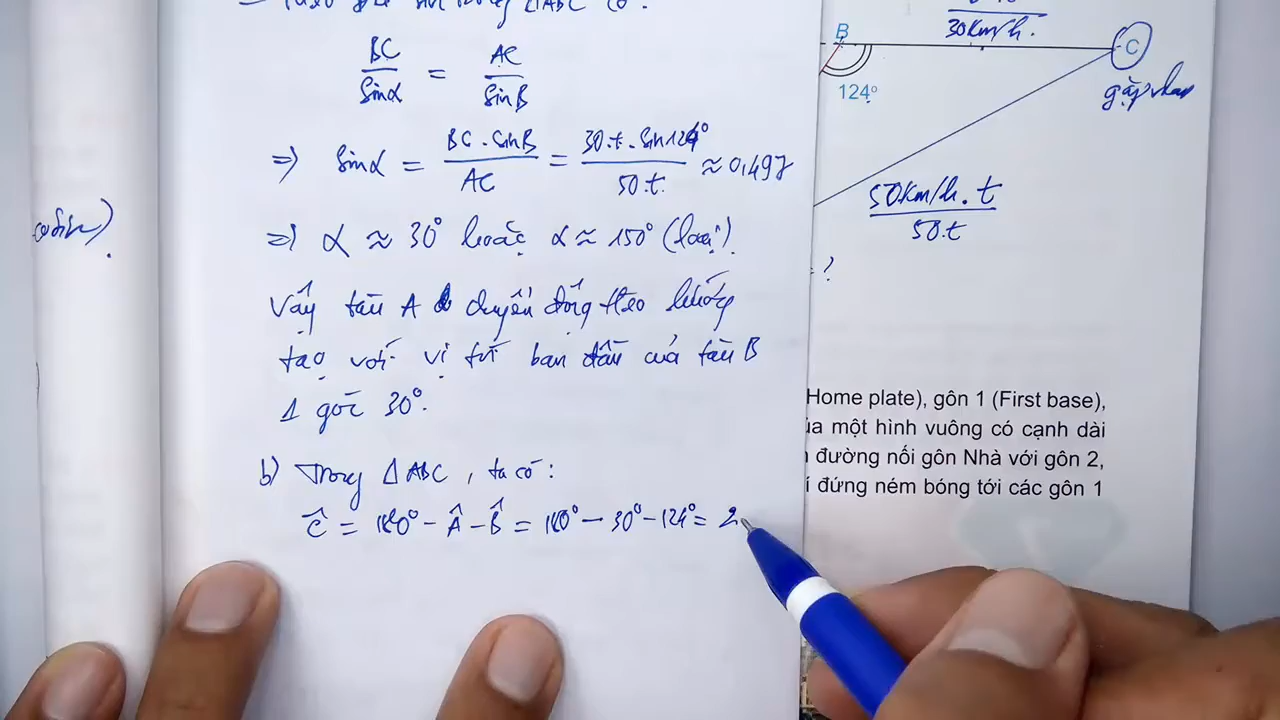 BC/Sinα = AC/SinB
=> Sinα = BC.SinB/AC = 30.t.Sin124°/50.t. ≈ 0,497
=> α ≈ 30° hoặc α ≈ 150° (loại).
Vậy tàu A chuyển động theo hướng
tạo với vị trí ban đầu của tàu B
1 góc 30°.
b) Trong ΔABC, ta có:
Ĉ = 180° - Â - B̂ = 180° - 30° - 124° = 2
B
30Km/h.
C
124°
gặp nhau
50Km/h.t
50.t
?
Home plate), gôn 1 (First base),
ủa một hình vuông có cạnh dài
đường nối gôn Nhà với gôn 2,
í đứng ném bóng tới các gôn 1